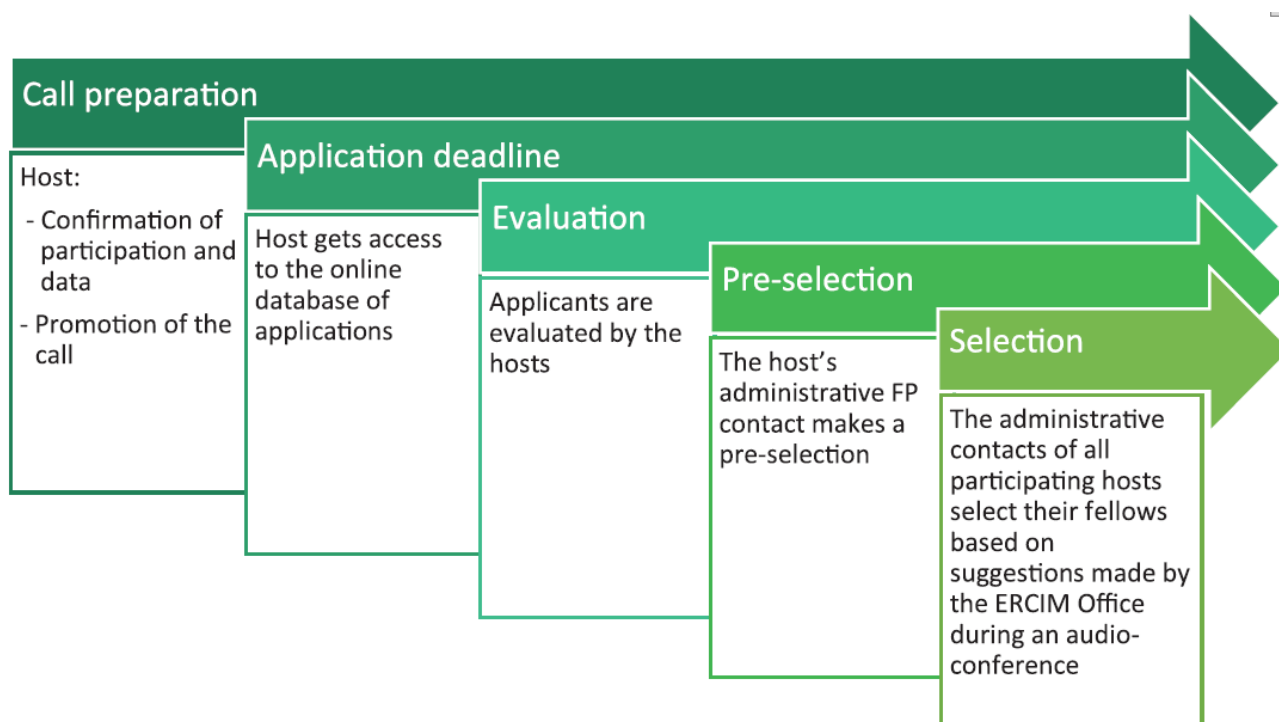 Call preparation
Host:
- Confirmation of
participation and
data
- Promotion of the
call
Application deadline
Host gets access
to the online
database of
applications
Evaluation
Applicants are
evaluated by the
hosts
Pre-selection
The host’s
administrative FP
contact makes a
pre-selection
Selection
The administrative
contacts of all
participating hosts
select their fellows
based on
suggestions made by
the ERCIM Office
during an audio-
conference